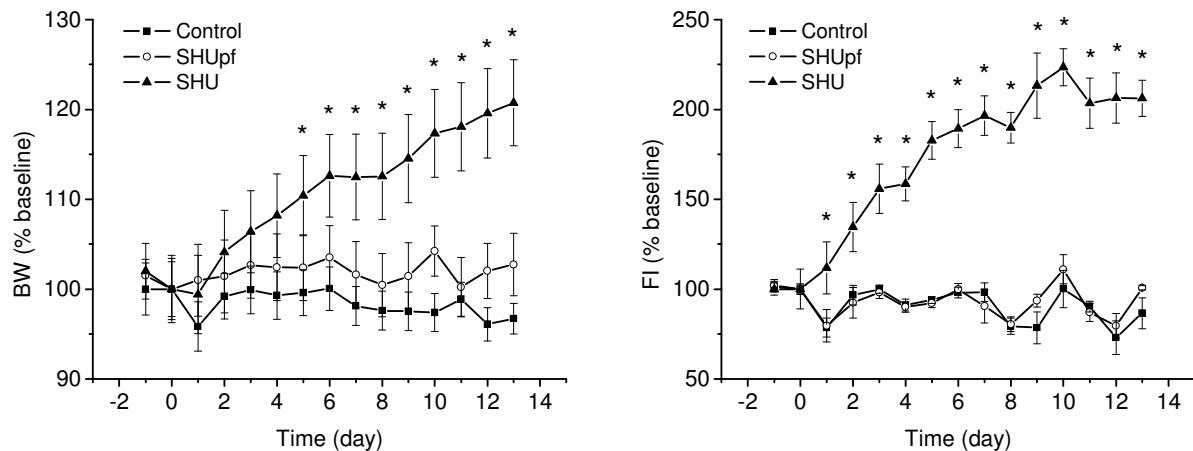 130
120
110
100
90
BW (% baseline)
Control
SHUpf
SHU
* * * * * * * * *
-2 0 2 4 6 8 10 12 14
Time (day)
250
200
150
100
50
FI (% baseline)
Control
SHUpf
SHU
* * * * * * * * * * * * *
-2 0 2 4 6 8 10 12 14
Time (day)